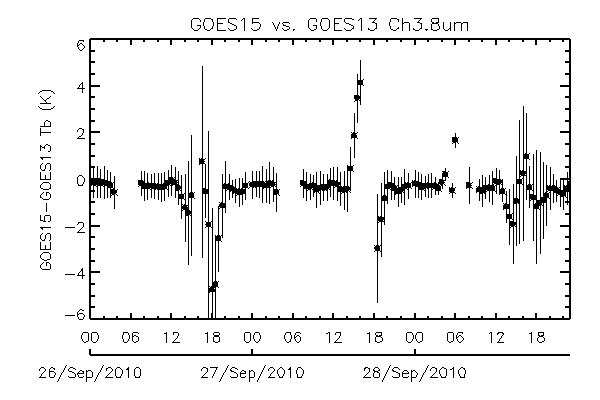 GOES15 vs. GOES13 Ch3.8um
GOES15-GOES13 Tb (K)
6
4
2
0
-2
-4
-6
00 06 12 18 00 06 12 18 00 06 12 18
26/Sep/2010 27/Sep/2010 28/Sep/2010